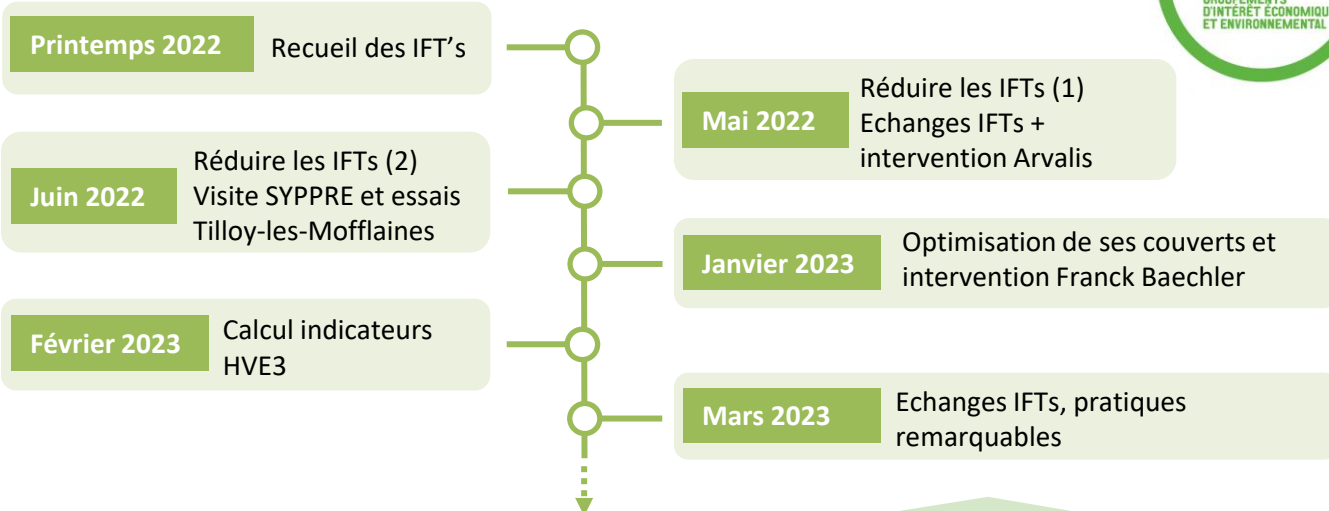 D'INTÉRÊT ÉCONOMIQU
ET ENVIRONNEMENTAL
Printemps 2022
Recueil des IFT's
Mai 2022
Réduire les IFTs (1)
Echanges IFTs +
intervention Arvalis
Juin 2022
Réduire les IFTs (2)
Visite SYPPRE et essais
Tilloy-les-Mofflaines
Janvier 2023
Optimisation de ses couverts et
intervention Franck Baechler
Février 2023
Calcul indicateurs
HVE3
Mars 2023
Echanges IFTs, pratiques
remarquables